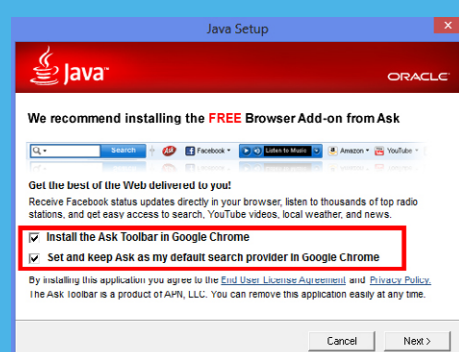 Java Setup
Java
ORACLE
We recommend installing the FREE Browser Add-on from Ask
Search
Ask
Facebook
Listen to Music
Amazon
YouTube
Get the best of the Web delivered to you!
Receive Facebook status updates directly in your browser, listen to thousands of top radio
stations, and get easy access to search, YouTube videos, local weather, and news.
Install the Ask Toolbar in Google Chrome
Set and keep Ask as my default search provider in Google Chrome
By installing this application you agree to the End User License Agreement and Privacy Policy.
The Ask Toolbar is a product of APN, LLC. You can remove this application easily at any time.
Cancel
Next >